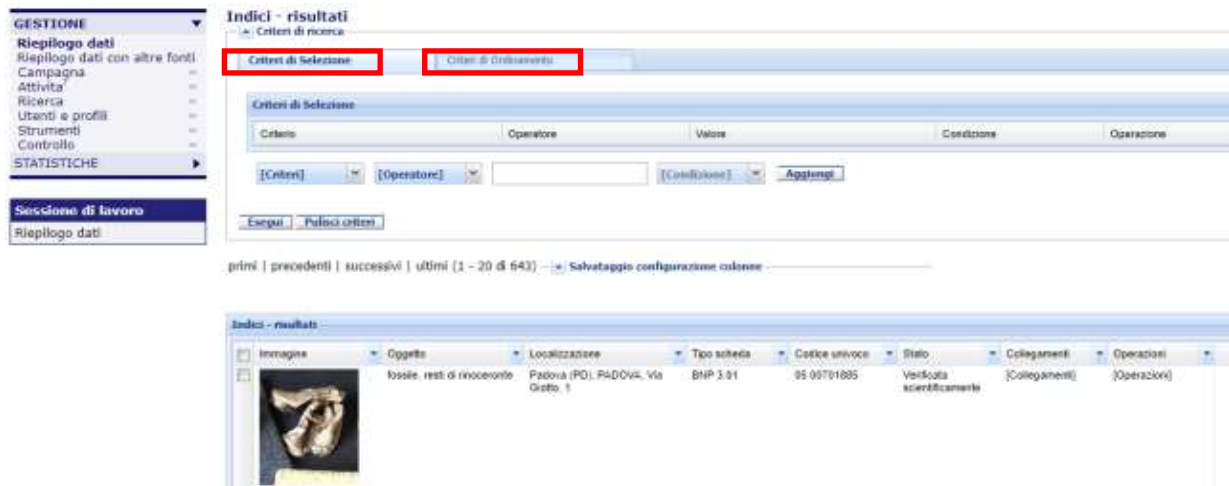 GESTIONE
Riepilogo dati
Riepilogo dati con altre fonti
Campagna
Attivita'
Ricerca
Utenti e profili
Strumenti
Controllo
STATISTICHE
Sessione di lavoro
Riepilogo dati
Indici - risultati
Criteri di ricerca
Criteri di Selezione Criteri di Ordinamento
Criteri di Selezione
Criterio Operatore Valore Condizione Operazione
[Criteri] [Operatore] [Condizione] Aggiungi
Esegui Pulisci criteri
primi | precedenti | successivi | ultimi (1 - 20 di 643) Salvataggio configurazione colonne
Indici - risultati
Immagine Oggetto Localizzazione Tipo scheda Codice univoco Stato Collegamenti Operazioni
fossile, resti di rinoceronte Padova (PD), PADOVA, Via Giotto, 1 BNP 3.01 05 00701885 Verificata scientificamente [Collegamenti] [Operazioni]